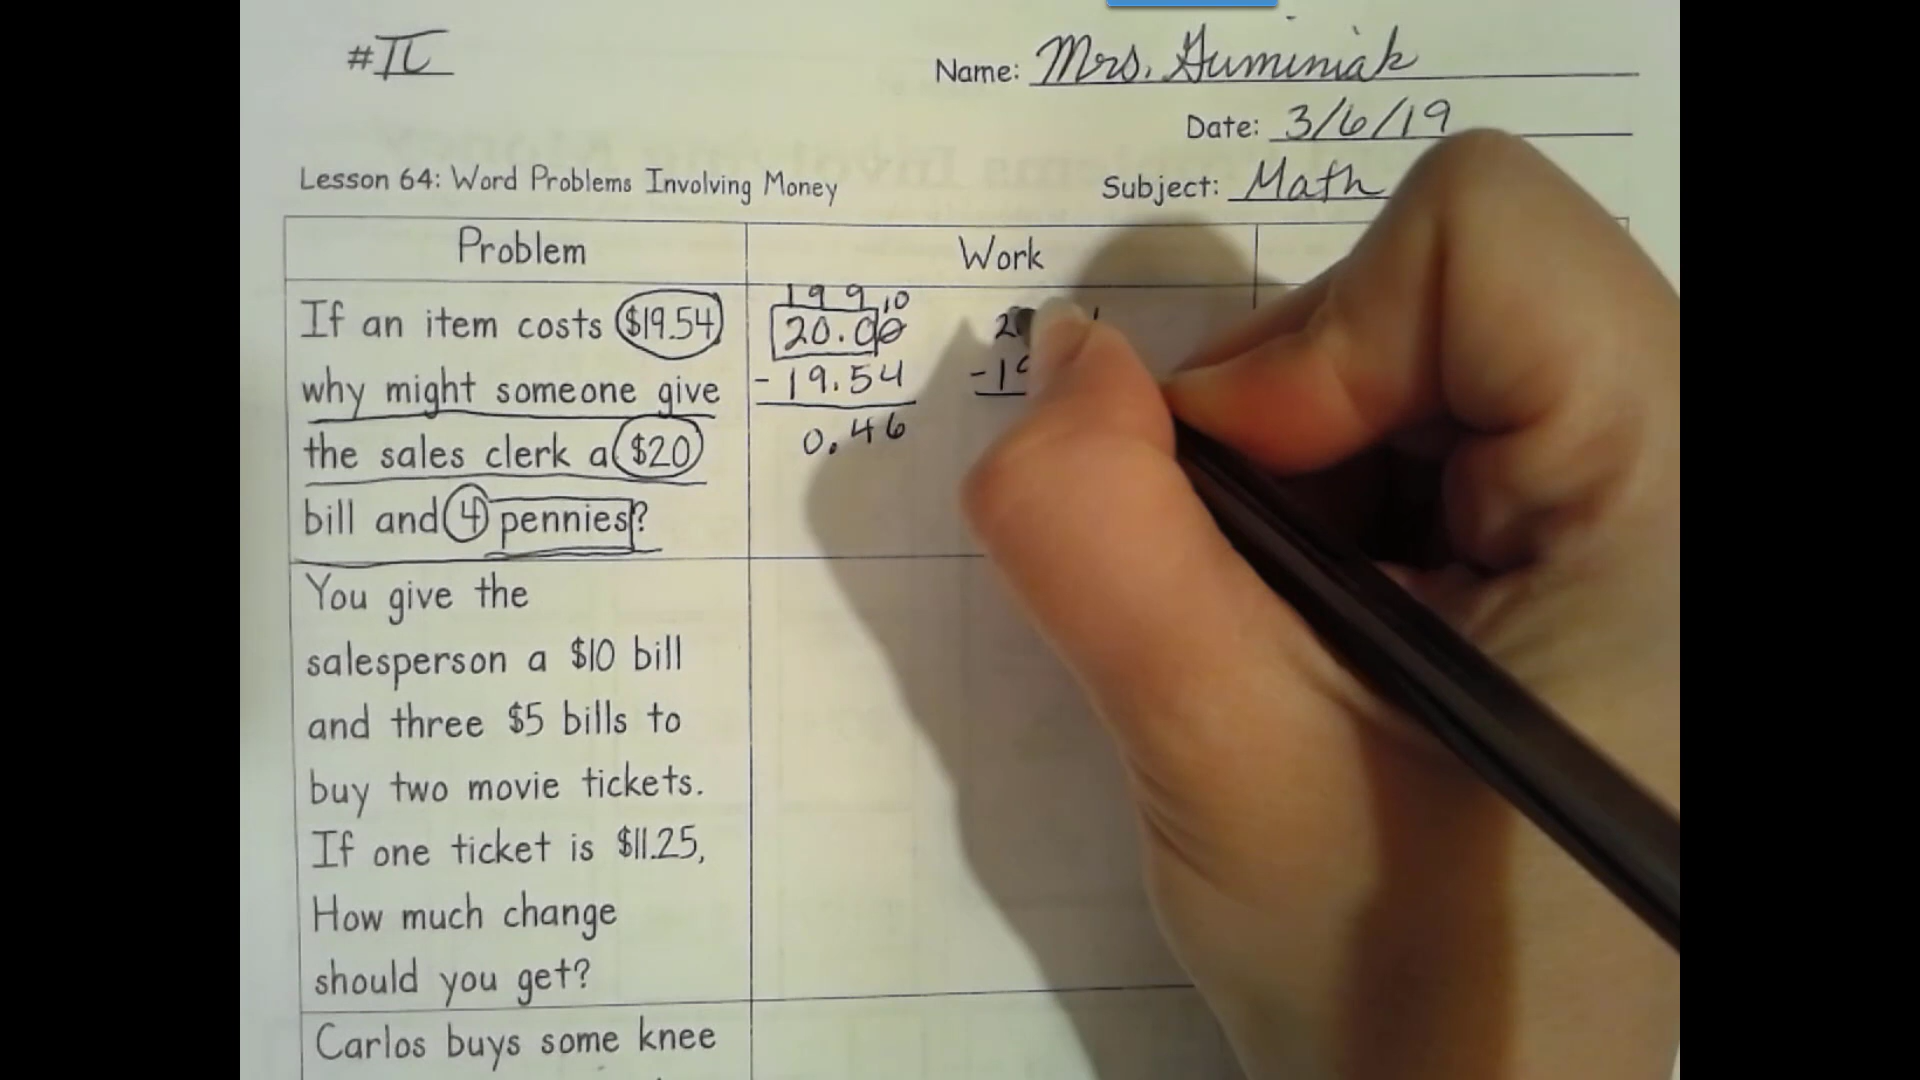 #π
Name: Mrs. Guminiak
Date: 3/6/19
Lesson 64: Word Problems Involving Money
Subject: Math
Problem
Work
If an item costs $19.54
why might someone give
the sales clerk a $20
bill and 4 pennies?
19 9 10
20.00
- 19.54
0.46
2
- 1
You give the
salesperson a $10 bill
and three $5 bills to
buy two movie tickets.
If one ticket is $11.25,
How much change
should you get?
Carlos buys some knee